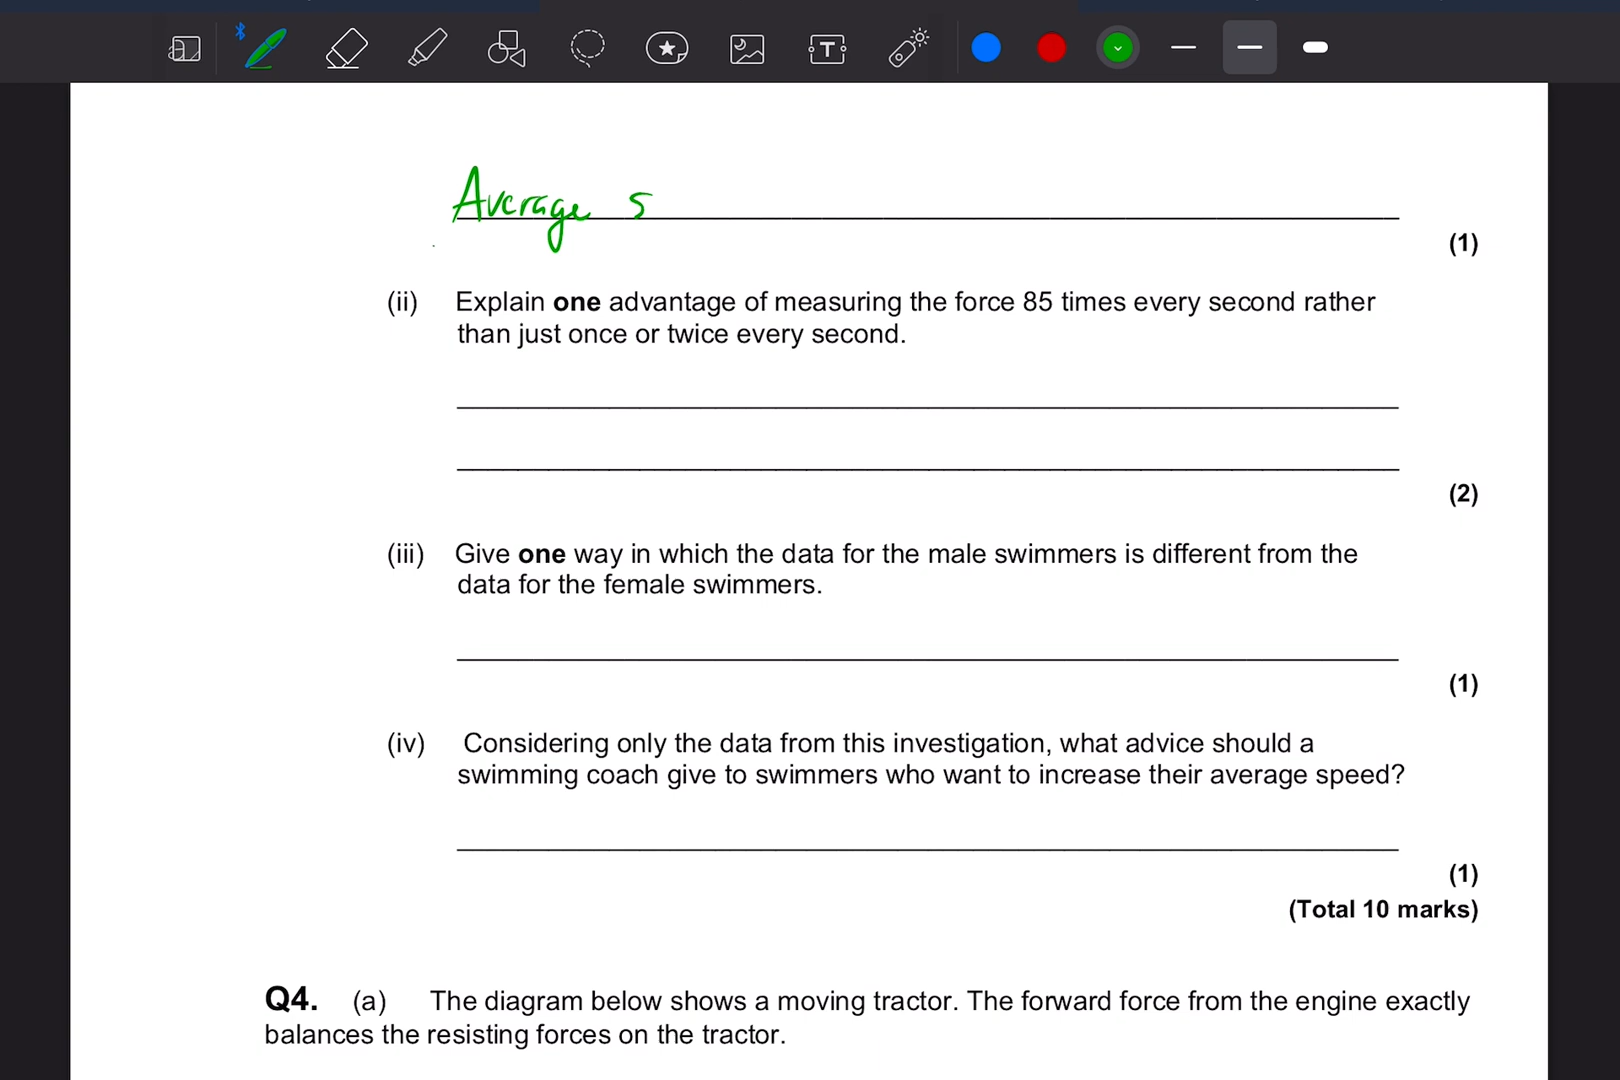 Average s
(1)
(ii) Explain one advantage of measuring the force 85 times every second rather
than just once or twice every second.
(2)
(iii) Give one way in which the data for the male swimmers is different from the
data for the female swimmers.
(1)
(iv) Considering only the data from this investigation, what advice should a
swimming coach give to swimmers who want to increase their average speed?
(1)
(Total 10 marks)
Q4. (a) The diagram below shows a moving tractor. The forward force from the engine exactly
balances the resisting forces on the tractor.